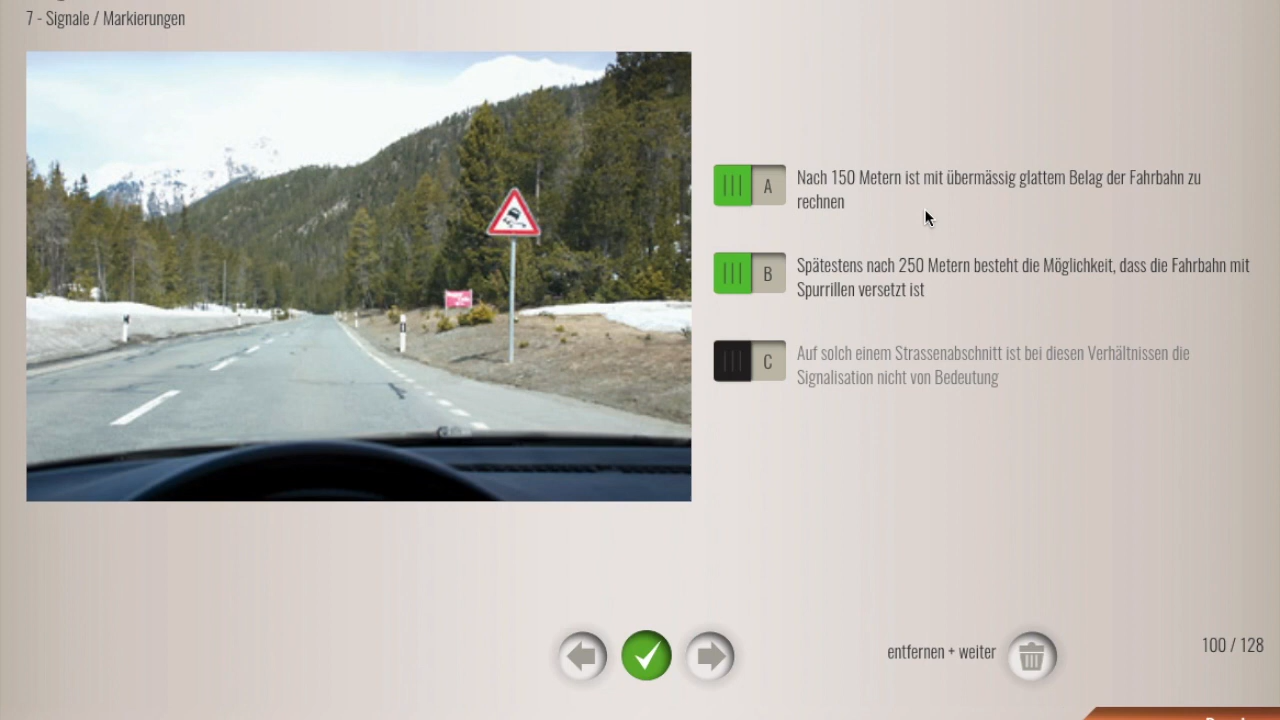 7 - Signale / Markierungen
A
Nach 150 Metern ist mit übermässig glattem Belag der Fahrbahn zu
rechnen
B
Spätestens nach 250 Metern besteht die Möglichkeit, dass die Fahrbahn mit
Spurrillen versetzt ist
C
Auf solch einem Strassenabschnitt ist bei diesen Verhältnissen die
Signalisation nicht von Bedeutung
entfernen + weiter
100 / 128